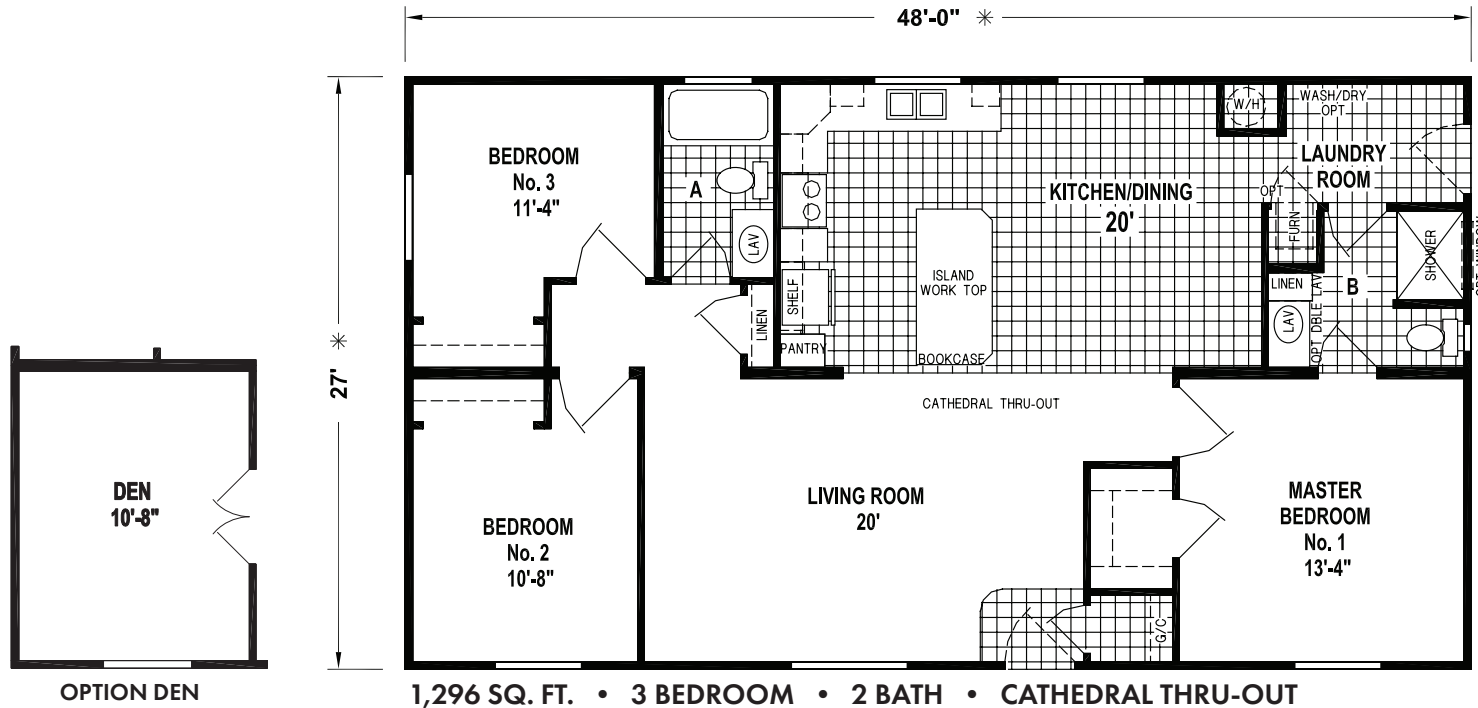 48'-0" ✳
27' ✳
BEDROOM
No. 3
11'-4"
A
LAV
LINEN
SHELF
PANTRY
ISLAND
WORK TOP
BOOKCASE
KITCHEN/DINING
20'
W/H
WASH/DRY
OPT
LAUNDRY
ROOM
OPT
FURN
LINEN
LAV
OPT DBLE LAV
B
SHOWER
OPT WINDOW
CATHEDRAL THRU-OUT
DEN
10'-8"
BEDROOM
No. 2
10'-8"
LIVING ROOM
20'
MASTER
BEDROOM
No. 1
13'-4"
G/C
OPTION DEN
1,296 SQ. FT. • 3 BEDROOM • 2 BATH • CATHEDRAL THRU-OUT